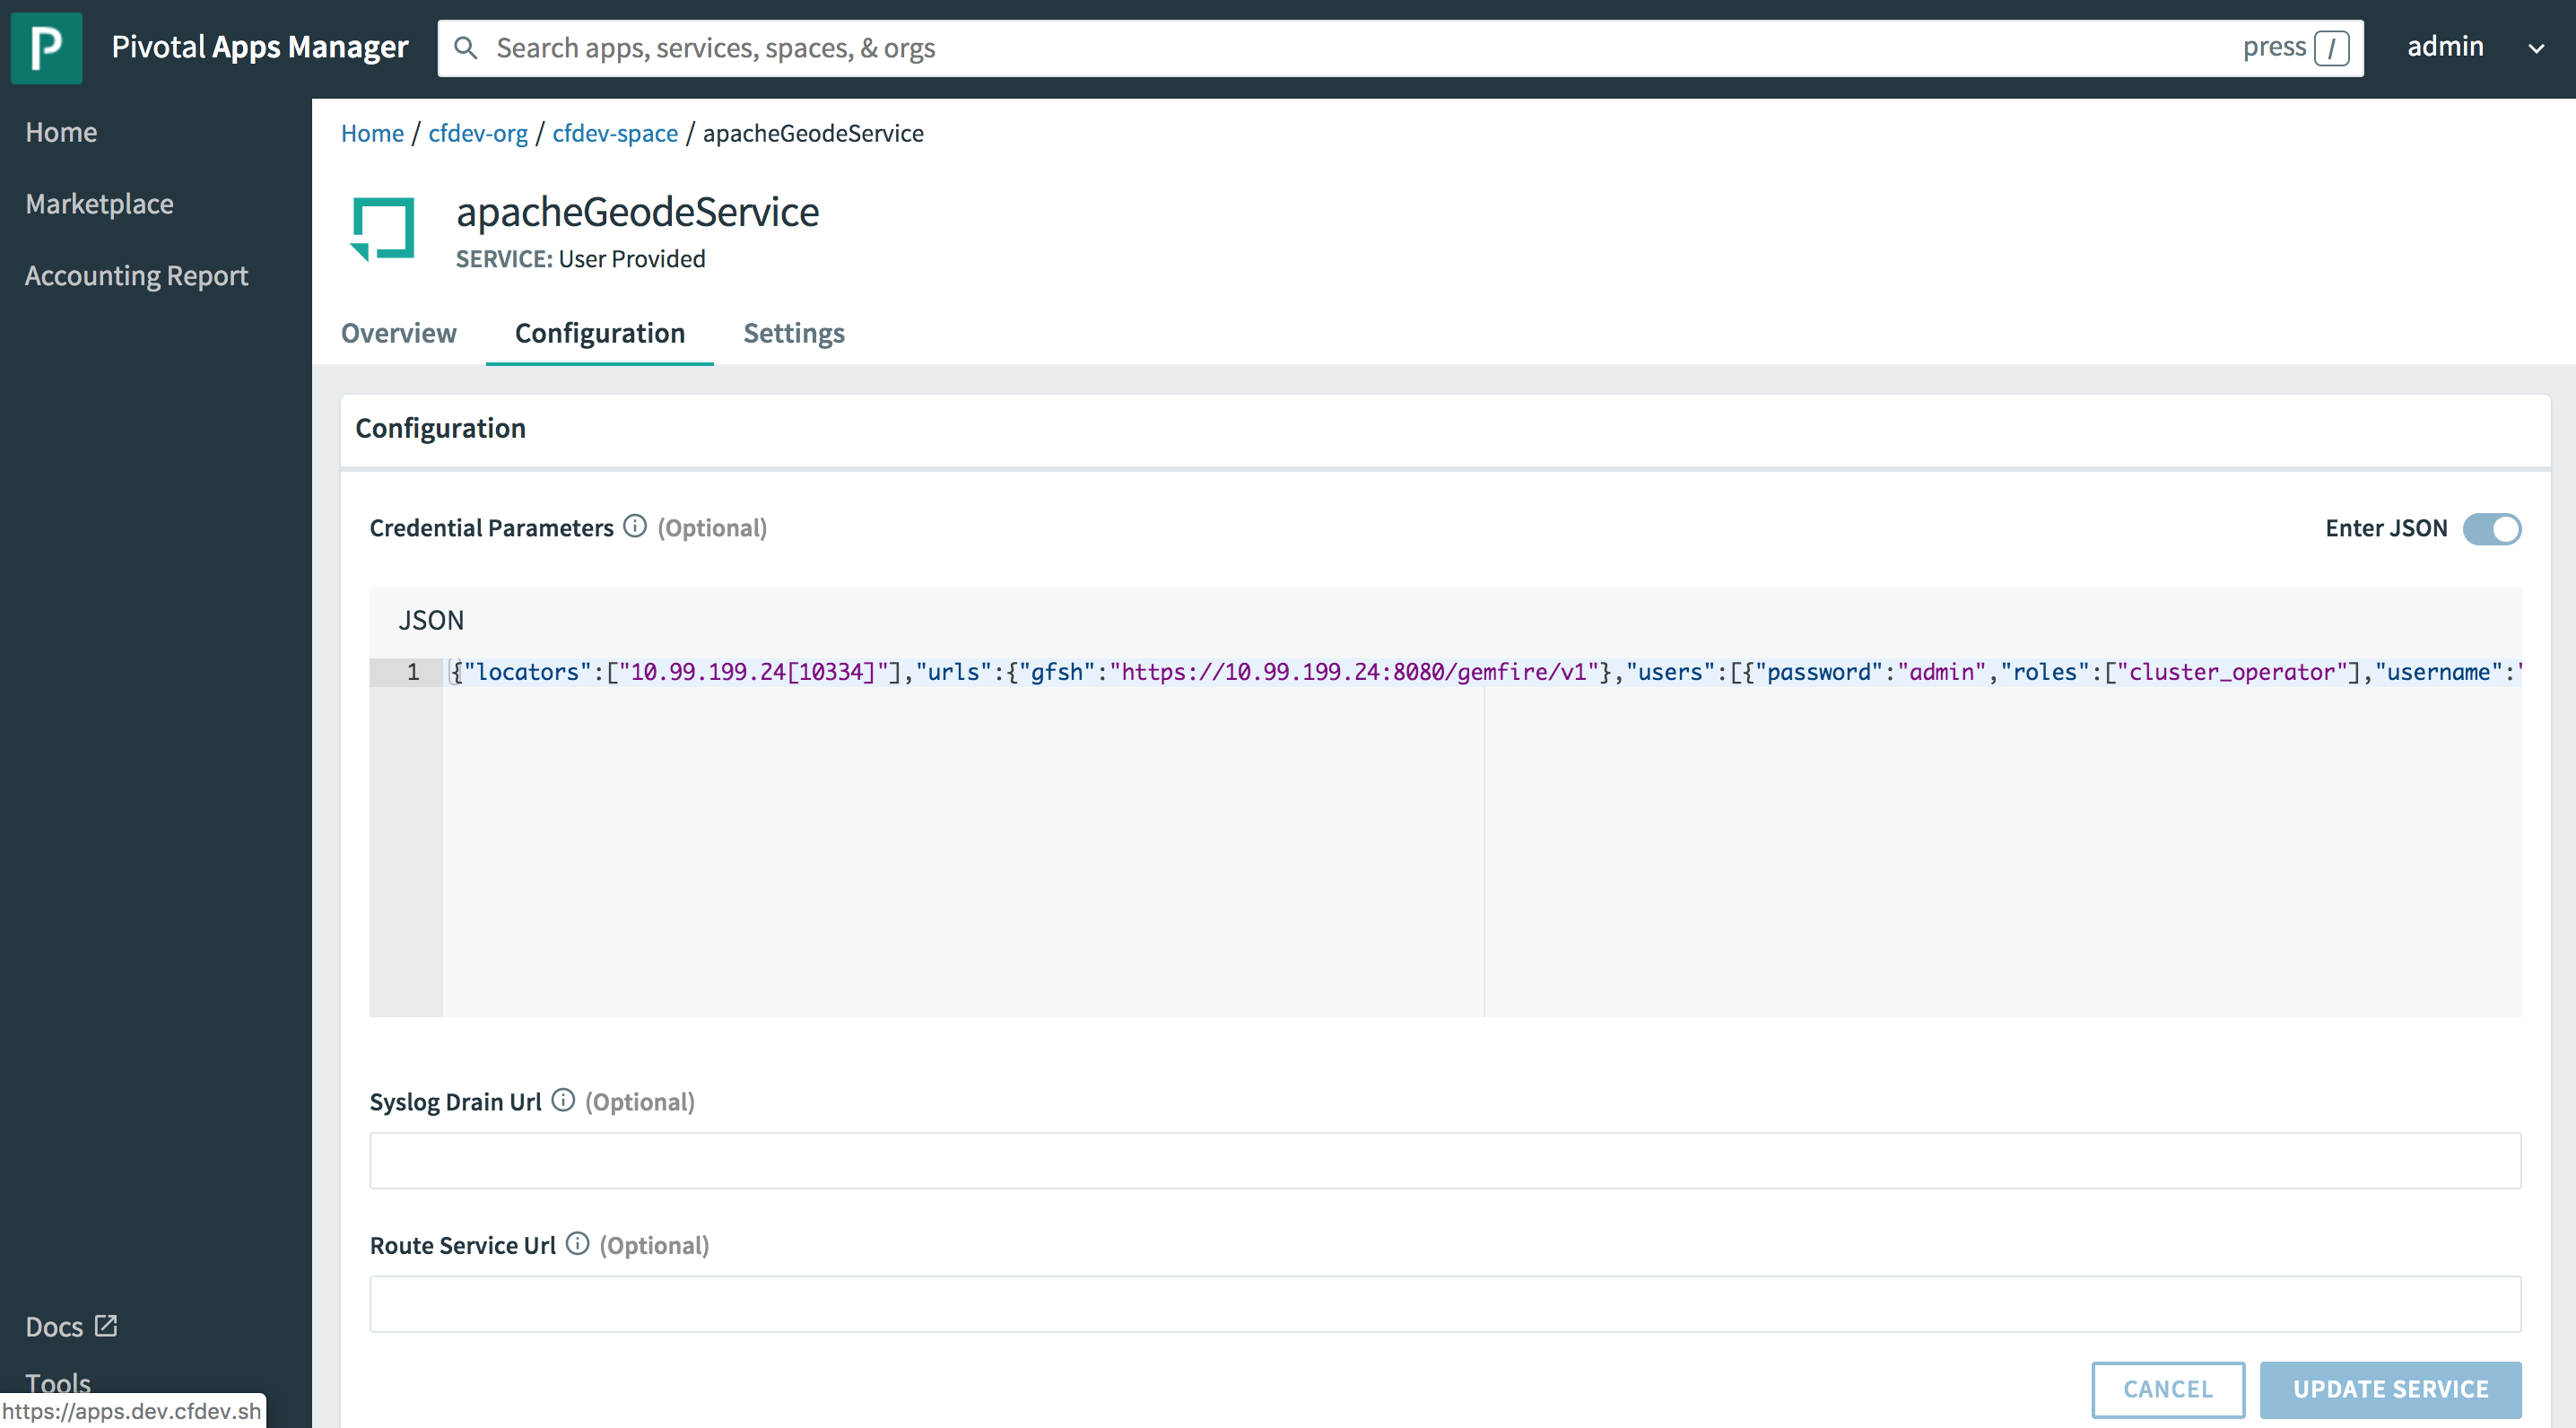 P Pivotal Apps Manager Search apps, services, spaces, & orgs press / admin
Home
Marketplace
Accounting Report
Home / cfdev-org / cfdev-space / apacheGeodeService
apacheGeodeService
SERVICE: User Provided
Overview Configuration Settings
Configuration
Credential Parameters (Optional) Enter JSON
JSON
1 {"locators":["10.99.199.24[10334]"],"urls":{"gfsh":"https://10.99.199.24:8080/gemfire/v1"},"users":[{"password":"admin","roles":["cluster_operator"],"username":"
Syslog Drain Url (Optional)
Route Service Url (Optional)
Docs
Tools
CANCEL UPDATE SERVICE
https://apps.dev.cfdev.sh